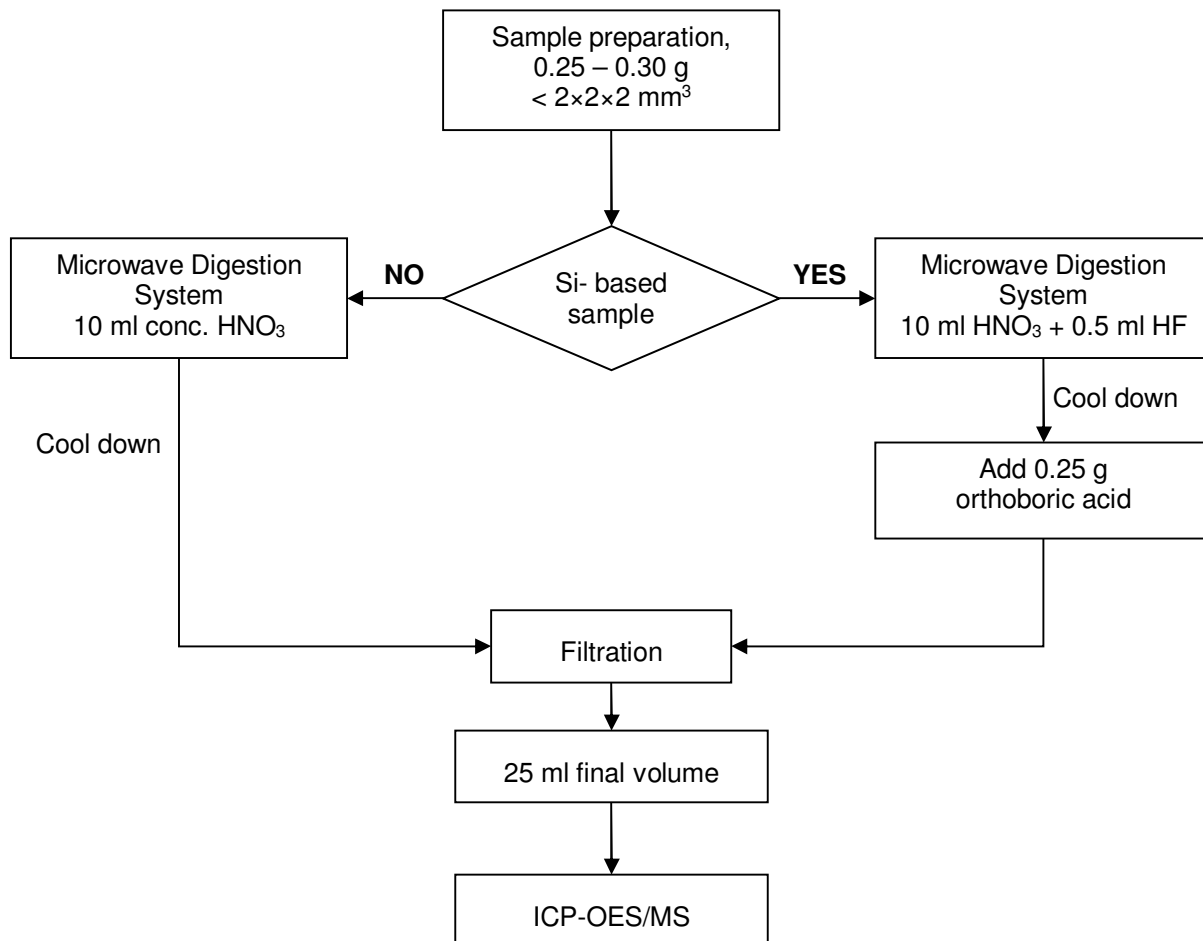 Sample preparation,
0.25 – 0.30 g
< 2×2×2 mm³
Microwave Digestion
System
10 ml conc. HNO₃
NO
Si- based
sample
YES
Microwave Digestion
System
10 ml HNO₃ + 0.5 ml HF
Cool down
Cool down
Add 0.25 g
orthoboric acid
Filtration
25 ml final volume
ICP-OES/MS